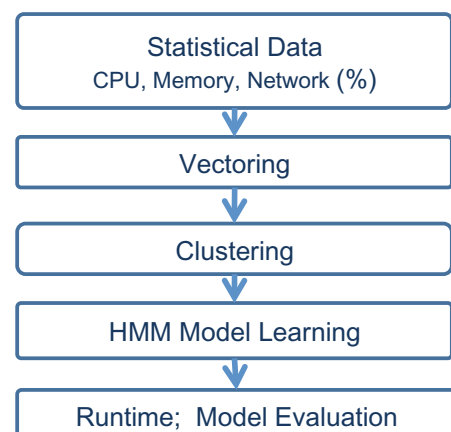 Statistical Data
CPU, Memory, Network (%)
Vectoring
Clustering
HMM Model Learning
Runtime; Model Evaluation